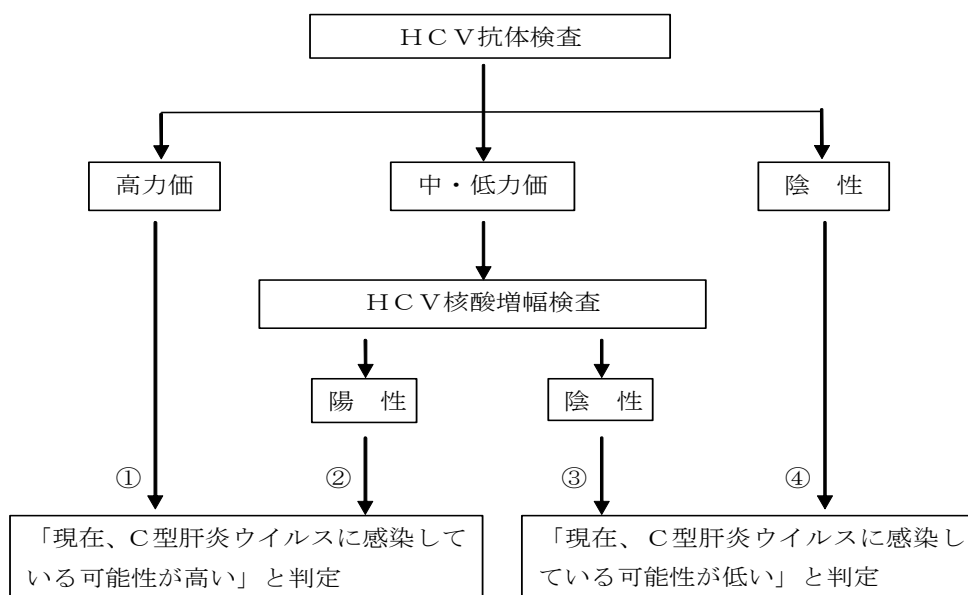 HCV抗体検査
高力価
中・低力価
陰 性
HCV核酸増幅検査
陽 性
陰 性
①
②
③
④
「現在、C型肝炎ウイルスに感染して
いる可能性が高い」と判定
「現在、C型肝炎ウイルスに感染し
ている可能性が低い」と判定